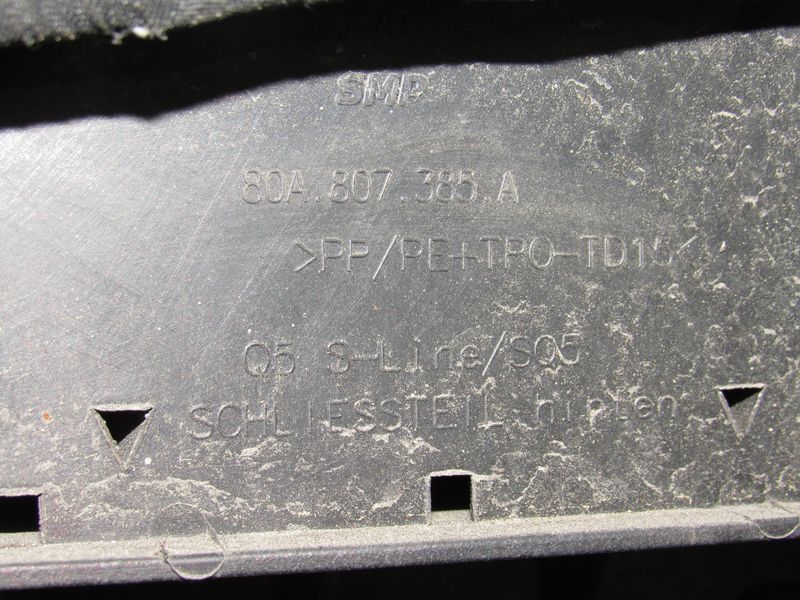 SMP
80A.807.385.A
>PP/PE+TPO-TD15<
Q5 S-Line/SQ5
SCHLIESSTEIL hinten